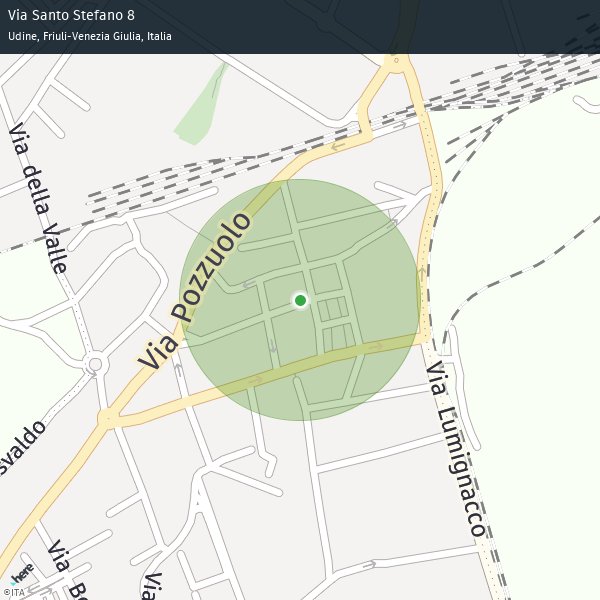 Via Santo Stefano 8
Udine, Friuli-Venezia Giulia, Italia
Via della Valle
Via Pozzuolo
Via Lumignacco
svaldo
Via Be
Via
here
©ITA